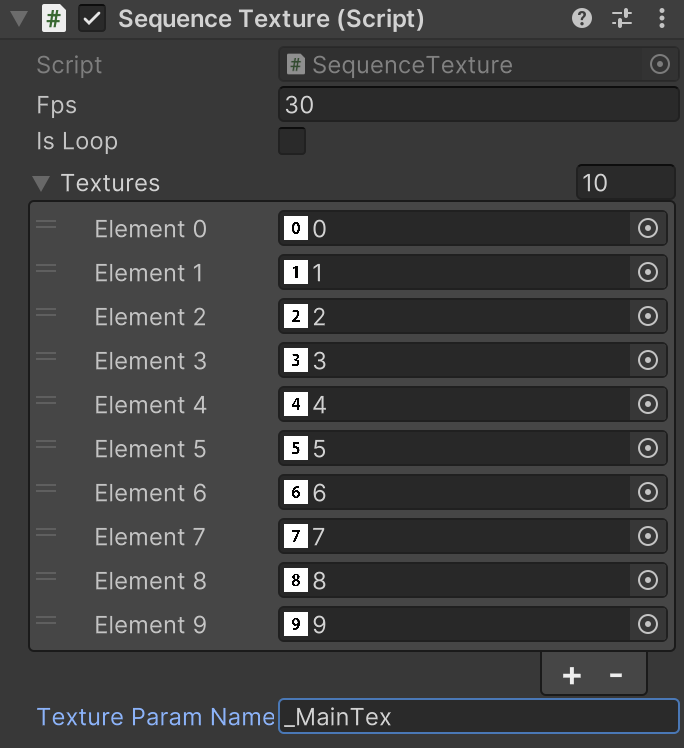 # Sequence Texture (Script) ?
Script # SequenceTexture
Fps 30
Is Loop
Textures 10
Element 0 0 0
Element 1 1 1
Element 2 2 2
Element 3 3 3
Element 4 4 4
Element 5 5 5
Element 6 6 6
Element 7 7 7
Element 8 8 8
Element 9 9 9
+ -
Texture Param Name _MainTex